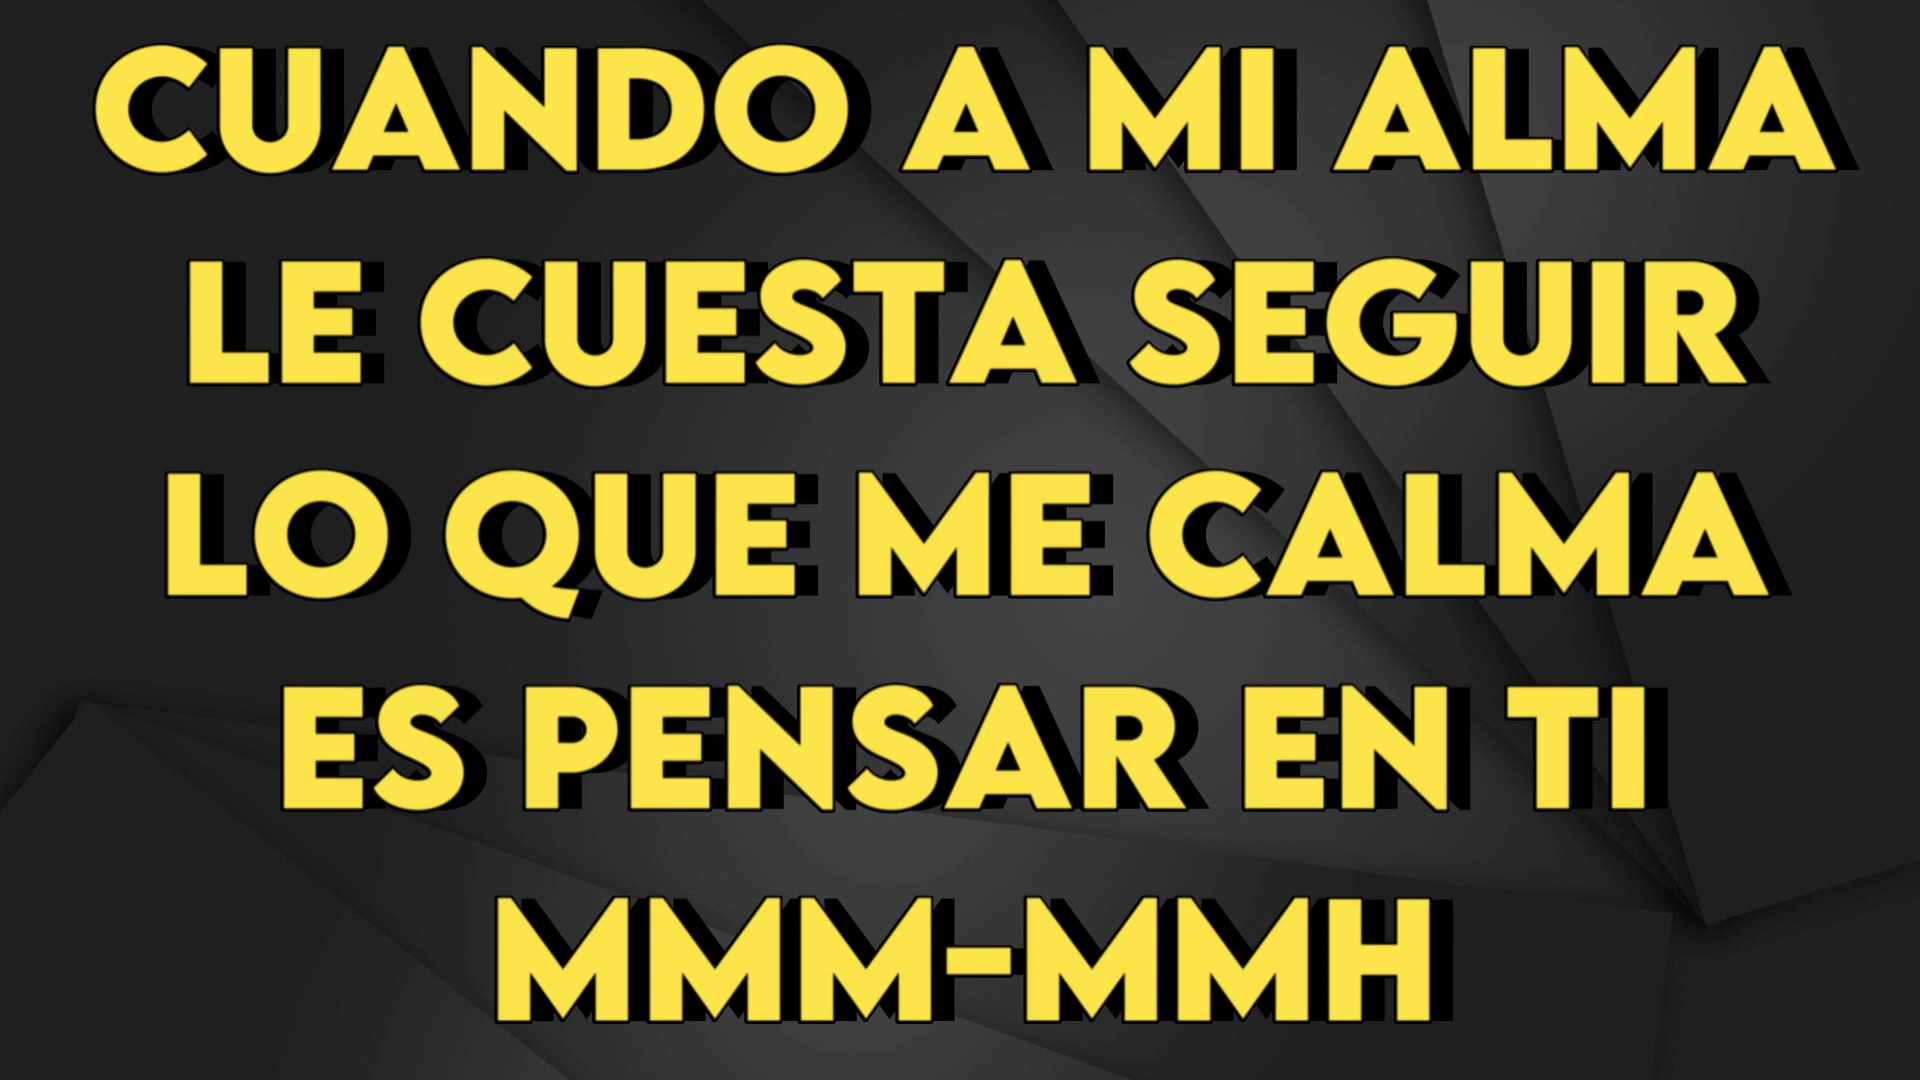 CUANDO A MI ALMA
LE CUESTA SEGUIR
LO QUE ME CALMA
ES PENSAR EN TI
MMM-MMH